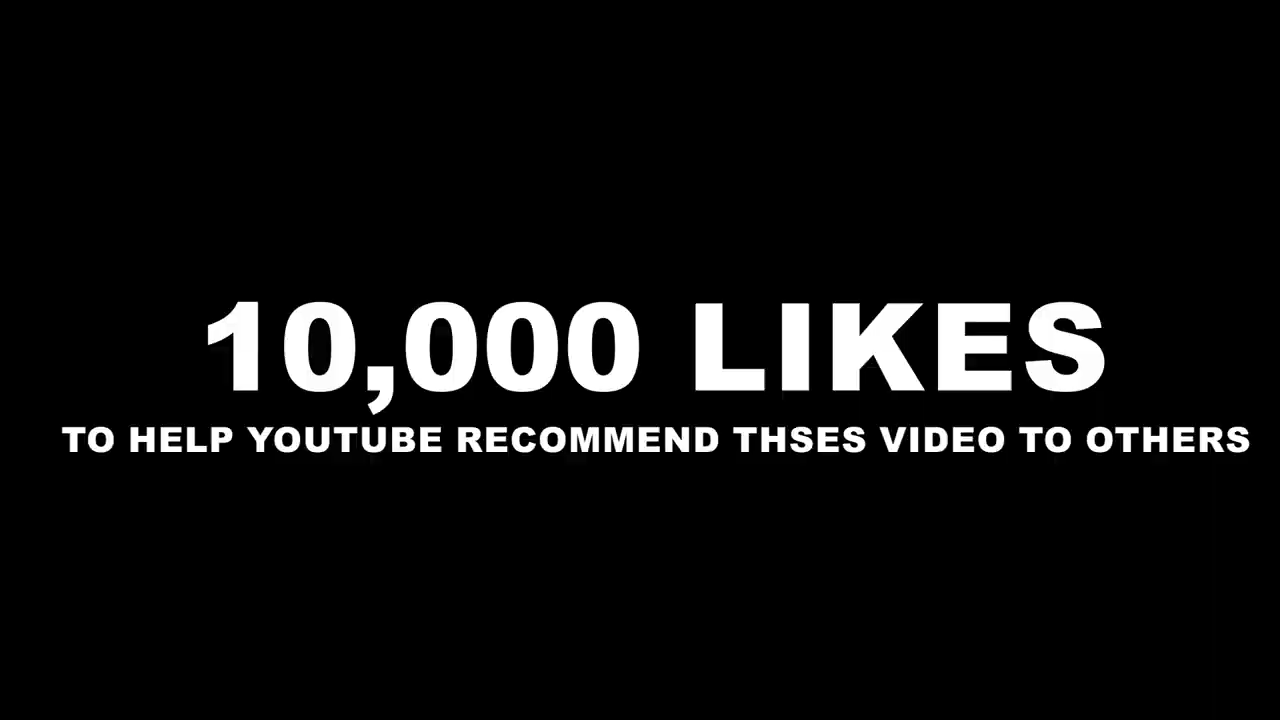 10,000 LIKES
TO HELP YOUTUBE RECOMMEND THSES VIDEO TO OTHERS